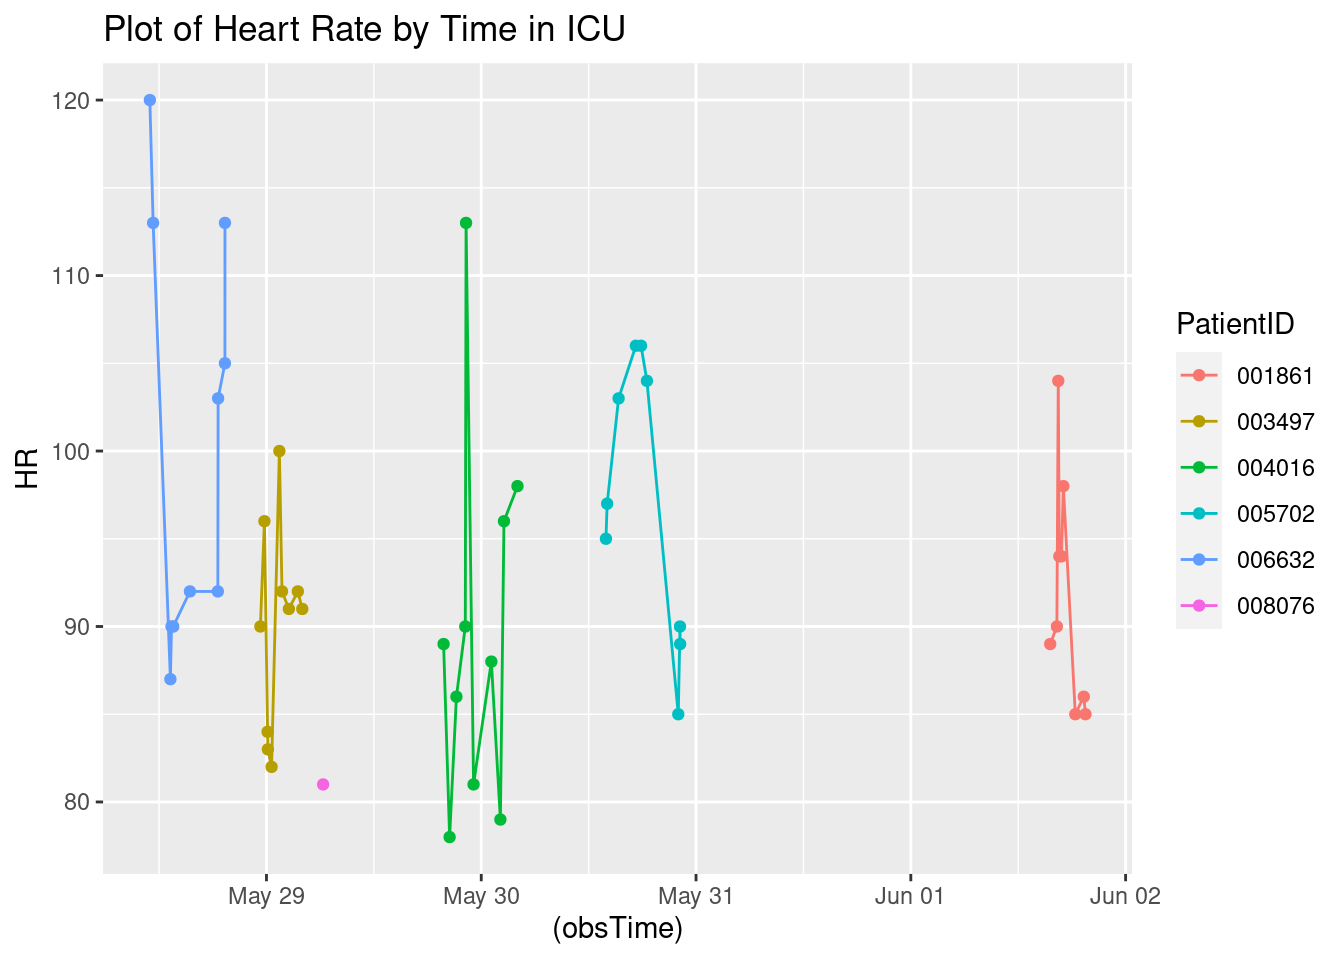 Plot of Heart Rate by Time in ICU
120
110
100
90
80
HR
May 29
May 30
May 31
Jun 01
Jun 02
(obsTime)
PatientID
001861
003497
004016
005702
006632
008076